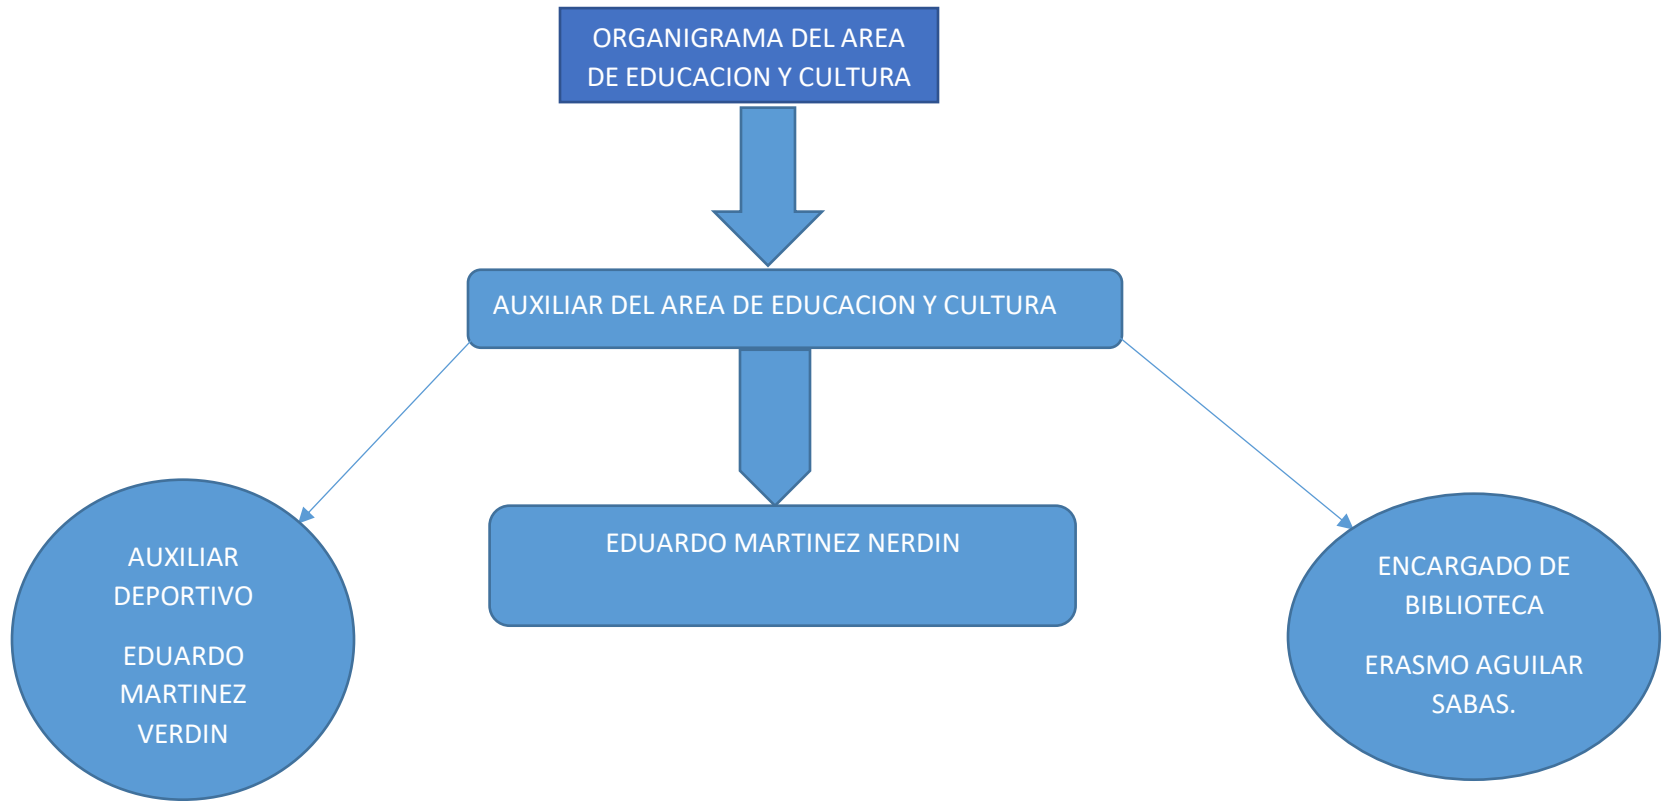 ORGANIGRAMA DEL AREA
DE EDUCACION Y CULTURA
AUXILIAR DEL AREA DE EDUCACION Y CULTURA
EDUARDO MARTINEZ NERDIN
AUXILIAR
DEPORTIVO
EDUARDO
MARTINEZ
VERDIN
ENCARGADO DE
BIBLIOTECA
ERASMO AGUILAR
SABAS.